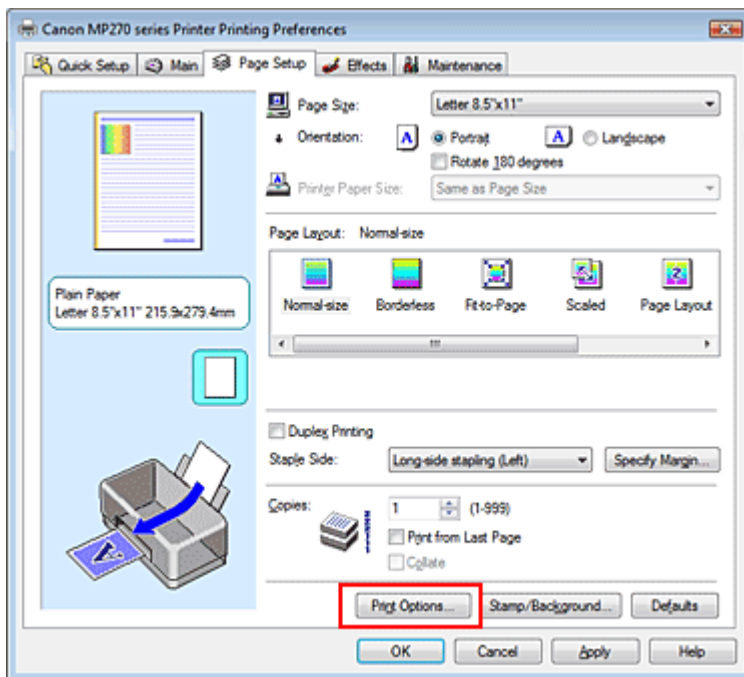 Canon MP270 series Printer Printing Preferences
Quick Setup Main Page Setup Effects Maintenance
Page Size: Letter 8.5"x11"
Orientation: A Portrait A Landscape
Rotate 180 degrees
Printer Paper Size: Same as Page Size
Page Layout: Normal-size
Normal-size Borderless Fit-to-Page Scaled Page Layout
Plain Paper
Letter 8.5"x11" 215.9x279.4mm
Duplex Printing
Staple Side: Long-side stapling (Left) Specify Margin...
Copies: 1 (1-999)
Print from Last Page
Collate
Print Options... Stamp/Background... Defaults
OK Cancel Apply Help